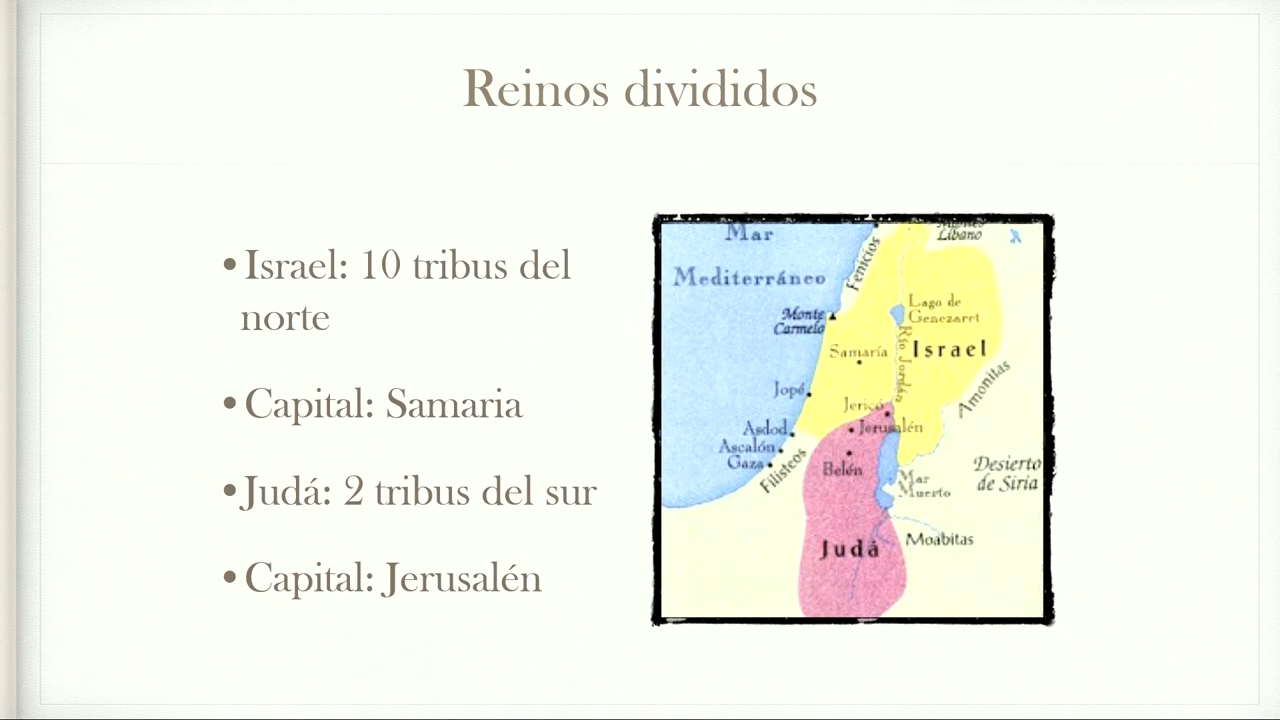 Reinos divididos
• Israel: 10 tribus del
norte
• Capital: Samaria
• Judá: 2 tribus del sur
• Capital: Jerusalén
Mar
Mediterráneo
Fenicios
Montes
Líbano
Lago de
Genezaret
Monte
Carmelo
Río Jordán
Israel
Samaría
Jopé
Amonitas
Jericó
Jerusalén
Asdod
Ascalón
Gaza
Filisteos
Belén
Mar
Muerto
Desierto
de Siria
Moabitas
Judá